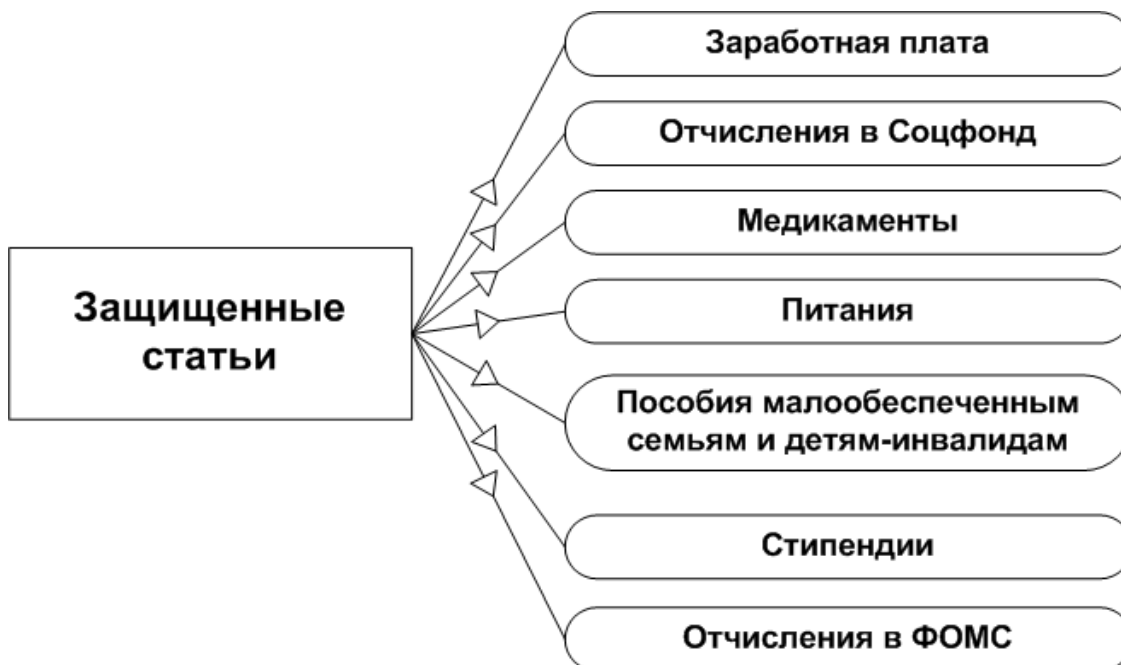 Защищенные
статьи
Заработная плата
Отчисления в Соцфонд
Медикаменты
Питания
Пособия малообеспеченным
семьям и детям-инвалидам
Стипендии
Отчисления в ФОМС